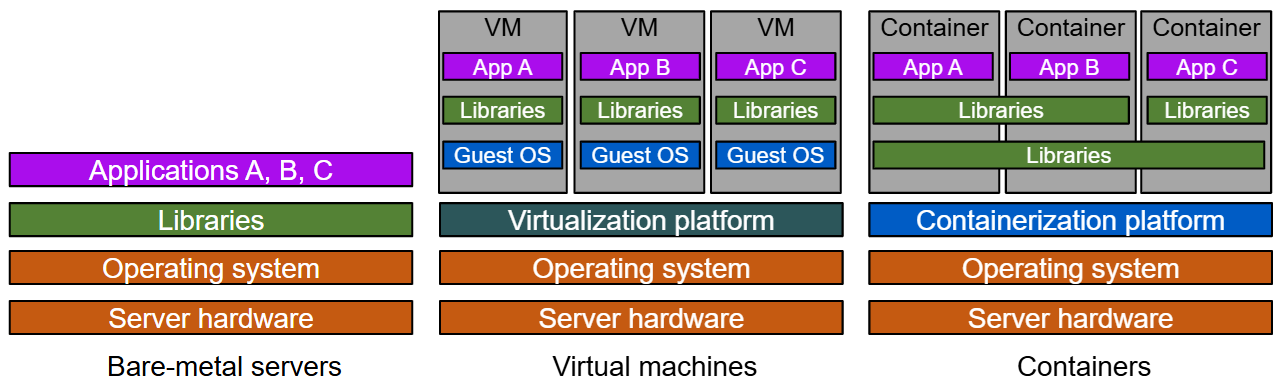 VM VM VM
App A App B App C
Libraries Libraries Libraries
Guest OS Guest OS Guest OS
Container Container Container
App A App B App C
Libraries Libraries
Libraries
Applications A, B, C
Libraries
Operating system
Server hardware
Bare-metal servers
Virtualization platform
Operating system
Server hardware
Virtual machines
Containerization platform
Operating system
Server hardware
Containers